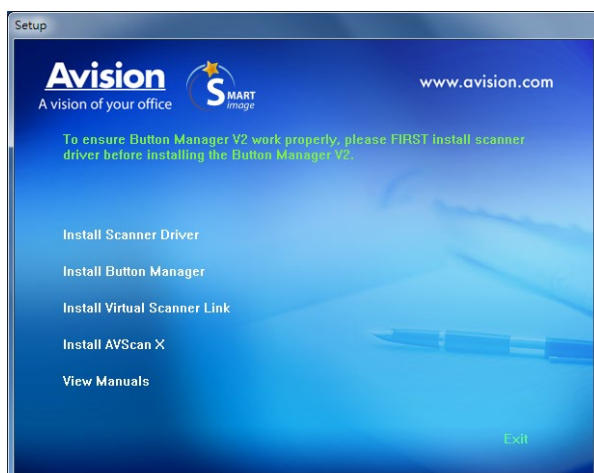 Setup
Avision
A vision of your office
SMART
image
www.avision.com
To ensure Button Manager V2 work properly, please FIRST install scanner
driver before installing the Button Manager V2.
Install Scanner Driver
Install Button Manager
Install Virtual Scanner Link
Install AVScan X
View Manuals
Exit